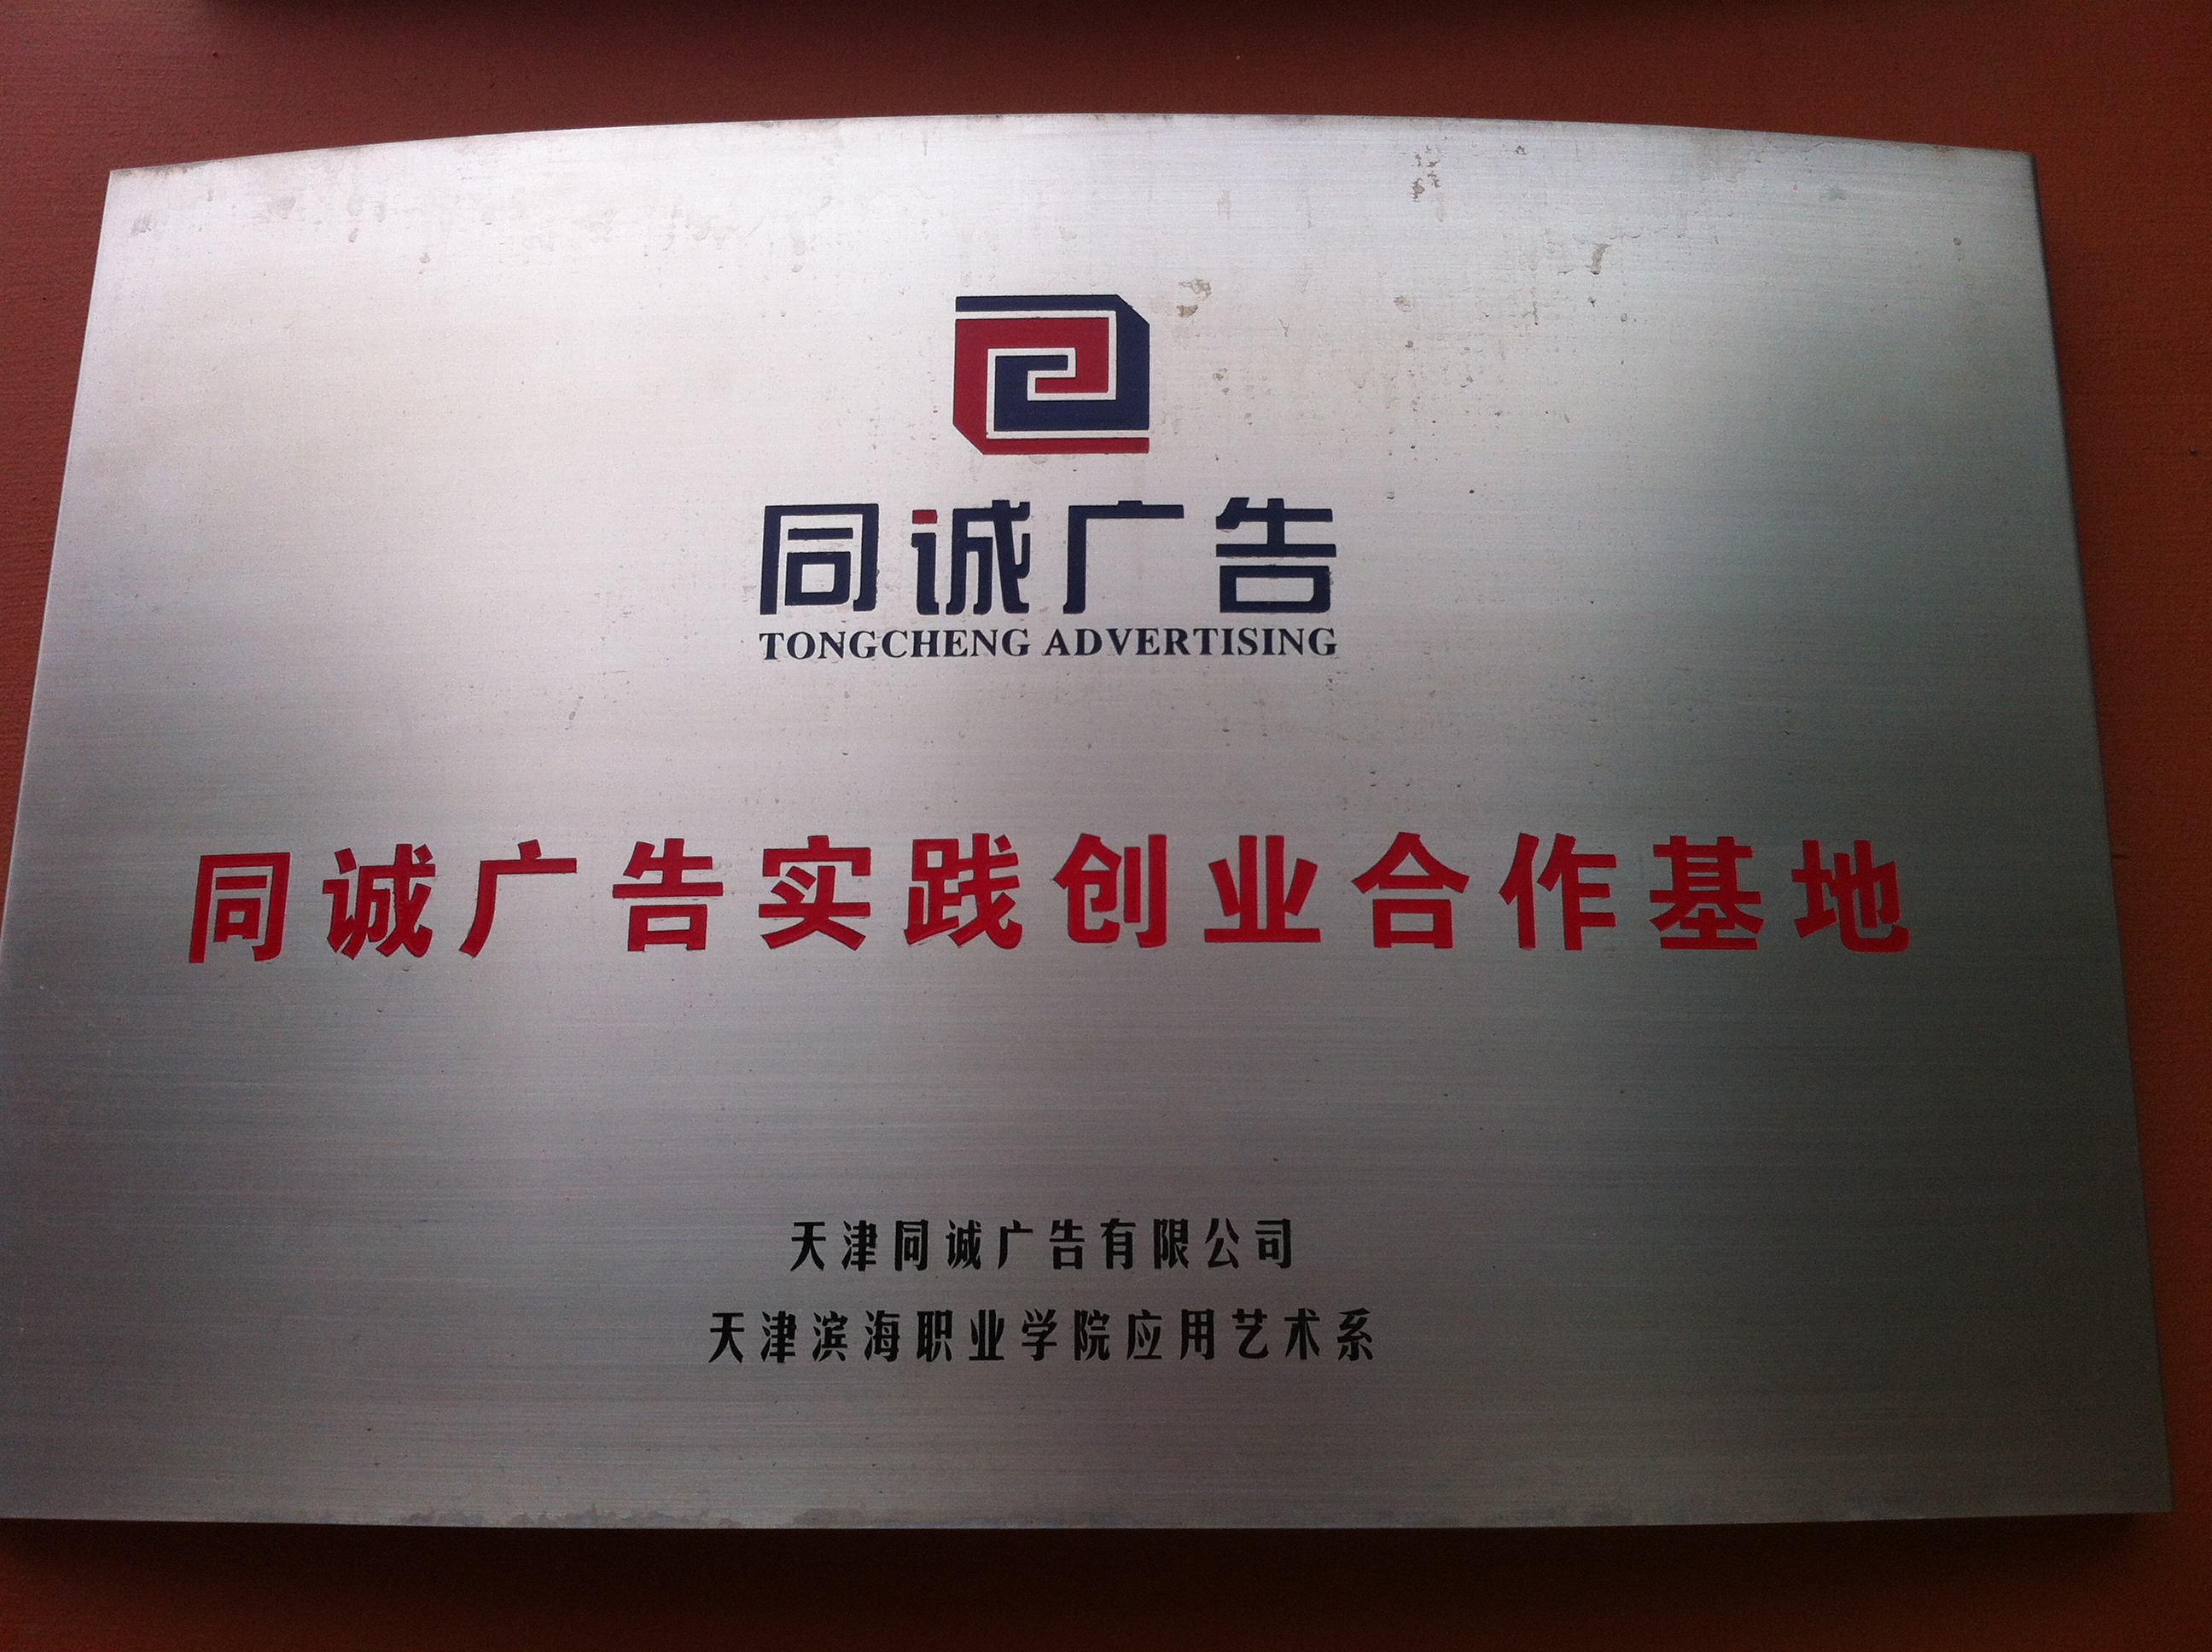 同诚广告
TONGCHENG ADVERTISING
同诚广告实践创业合作基地
天津同诚广告有限公司
天津滨海职业学院应用艺术系